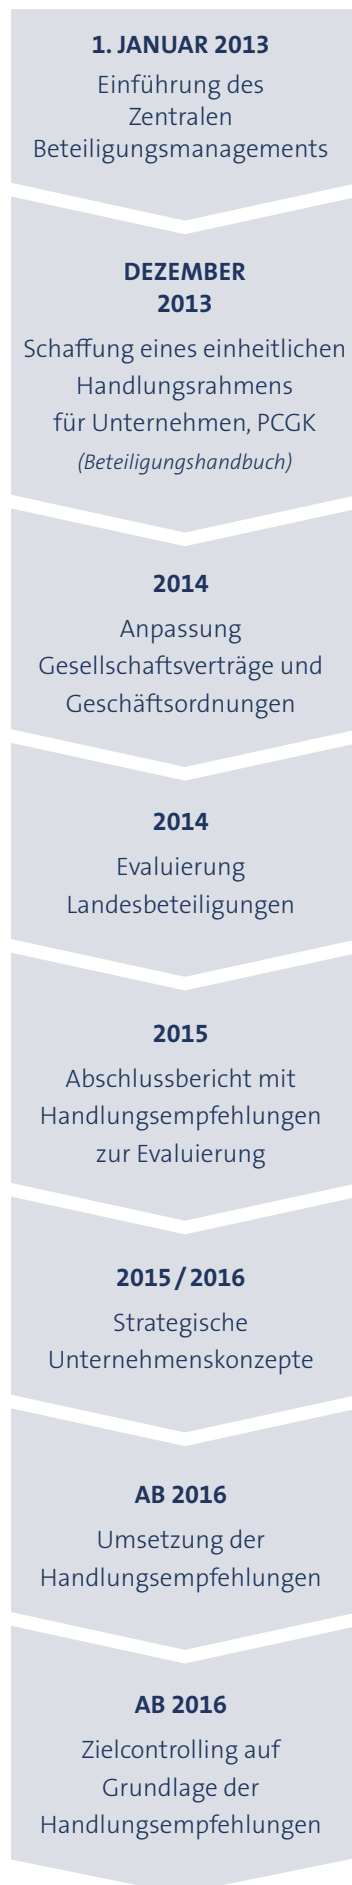 1. JANUAR 2013
Einführung des
Zentralen
Beteiligungsmanagements
DEZEMBER
2013
Schaffung eines einheitlichen
Handlungsrahmens
für Unternehmen, PCGK
(Beteiligungshandbuch)
2014
Anpassung
Gesellschaftsverträge und
Geschäftsordnungen
2014
Evaluierung
Landesbeteiligungen
2015
Abschlussbericht mit
Handlungsempfehlungen
zur Evaluierung
2015 / 2016
Strategische
Unternehmenskonzepte
AB 2016
Umsetzung der
Handlungsempfehlungen
AB 2016
Zielcontrolling auf
Grundlage der
Handlungsempfehlungen